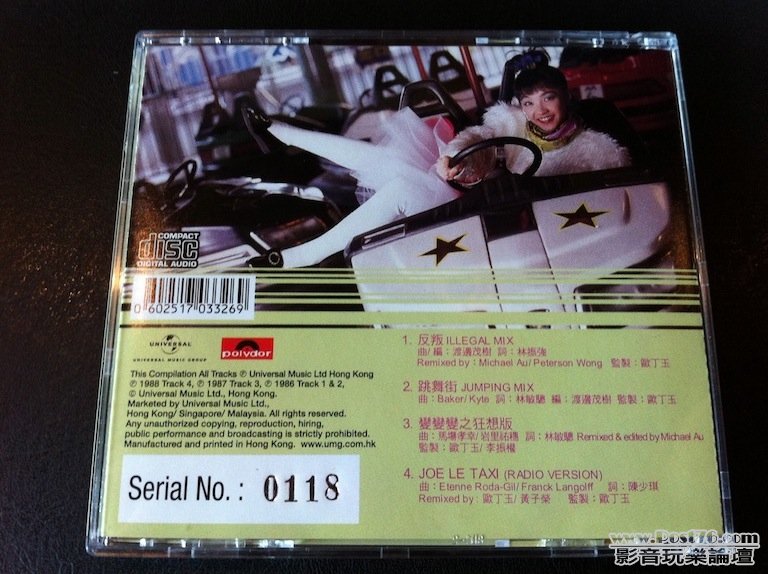 COMPACT
disc
DIGITAL AUDIO
0 602517 033269
UNIVERSAL
UNIVERSAL MUSIC GROUP
polydor
This Compilation All Tracks ℗ Universal Music Ltd Hong Kong
℗ 1988 Track 4, ℗ 1987 Track 3, ℗ 1986 Track 1 & 2,
© Universal Music Ltd., Hong Kong.
Marketed by Universal Music Ltd.,
Hong Kong/ Singapore/ Malaysia. All rights reserved.
Any unauthorized copying, reproduction, hiring,
public performance and broadcasting is strictly prohibited.
Manufactured and printed in Hong Kong. www.umg.com.hk
Serial No. : 0118
1. 反叛 ILLEGAL MIX
曲/ 編：渡邊茂樹 詞：林振強
Remixed by : Michael Au/ Peterson Wong 監製：歐丁玉
2. 跳舞街 JUMPING MIX
曲：Baker/ Kyte 詞：林敏驄 編：渡邊茂樹 監製：歐丁玉
3. 變變變之狂想版
曲：馬場孝幸/ 岩里祐穗 詞：林敏驄 Remixed & edited by Michael Au
監製：歐丁玉/ 李振權
4. JOE LE TAXI (RADIO VERSION)
曲：Etenne Roda-Gil/ Franck Langolff 詞：陳少琪
Remixed by : 歐丁玉/ 黃子榮 監製：歐丁玉
www.Post76.com
影音玩樂論壇